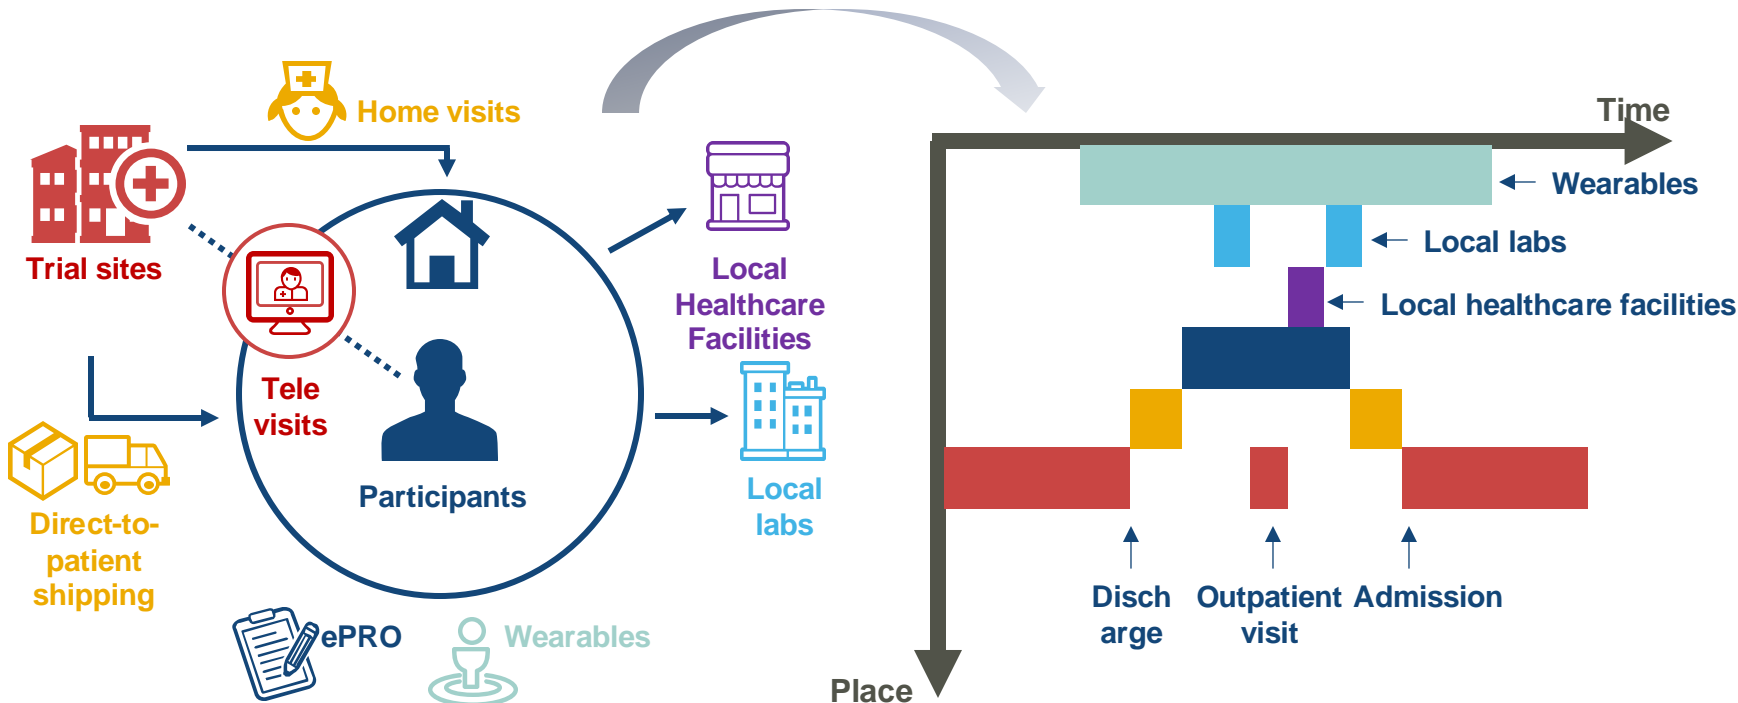 Home visits
Trial sites
Tele
visits
Participants
Direct-to-
patient
shipping
ePRO
Wearables
Local
Healthcare
Facilities
Local
labs
Time
Wearables
Local labs
Local healthcare facilities
Disch
arge
Outpatient
visit
Admission
Place